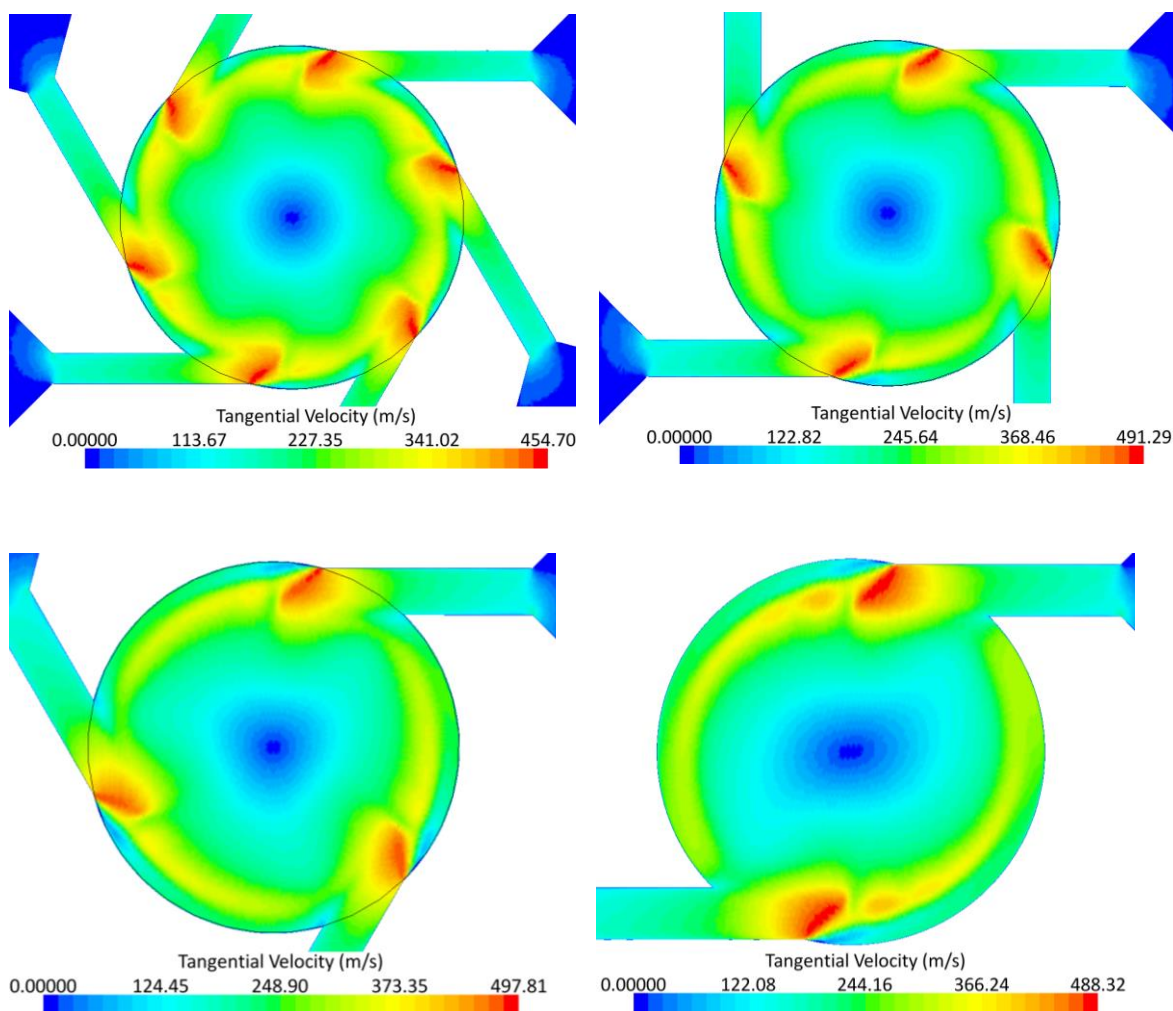 Tangential Velocity (m/s)
0.00000 113.67 227.35 341.02 454.70
Tangential Velocity (m/s)
0.00000 122.82 245.64 368.46 491.29
Tangential Velocity (m/s)
0.00000 124.45 248.90 373.35 497.81
Tangential Velocity (m/s)
0.00000 122.08 244.16 366.24 488.32